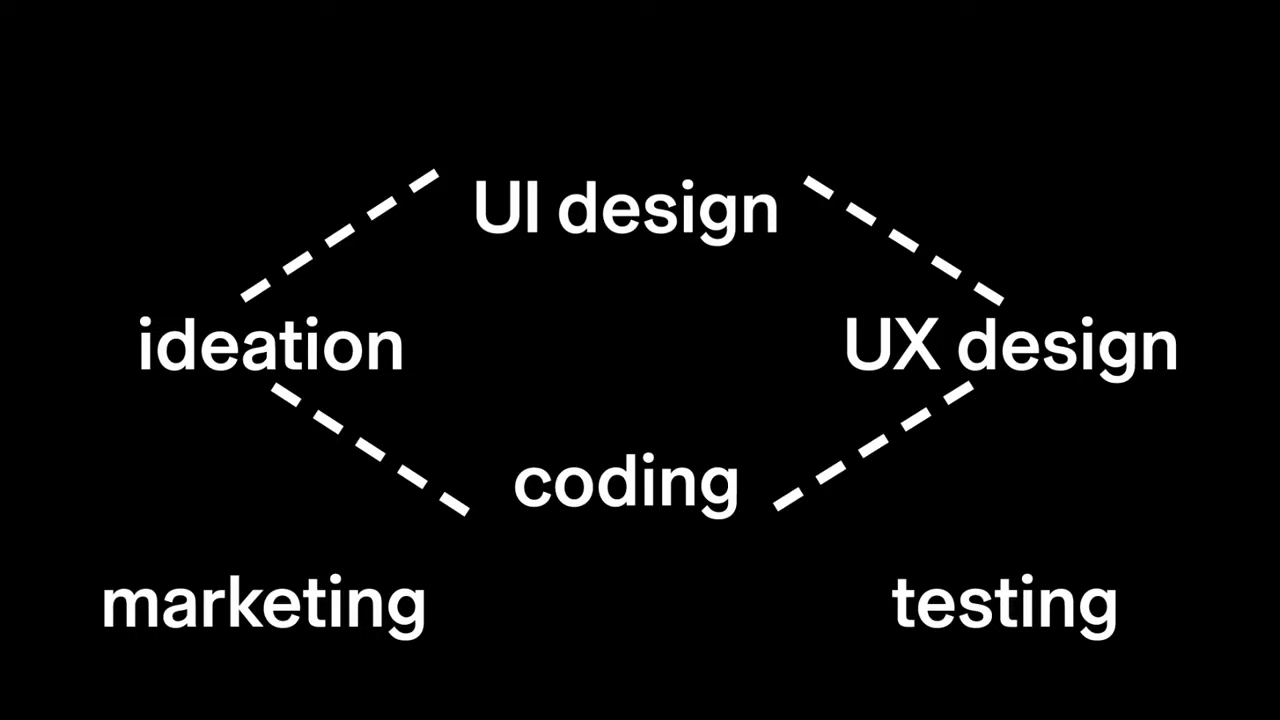 UI design
ideation
UX design
coding
marketing
testing